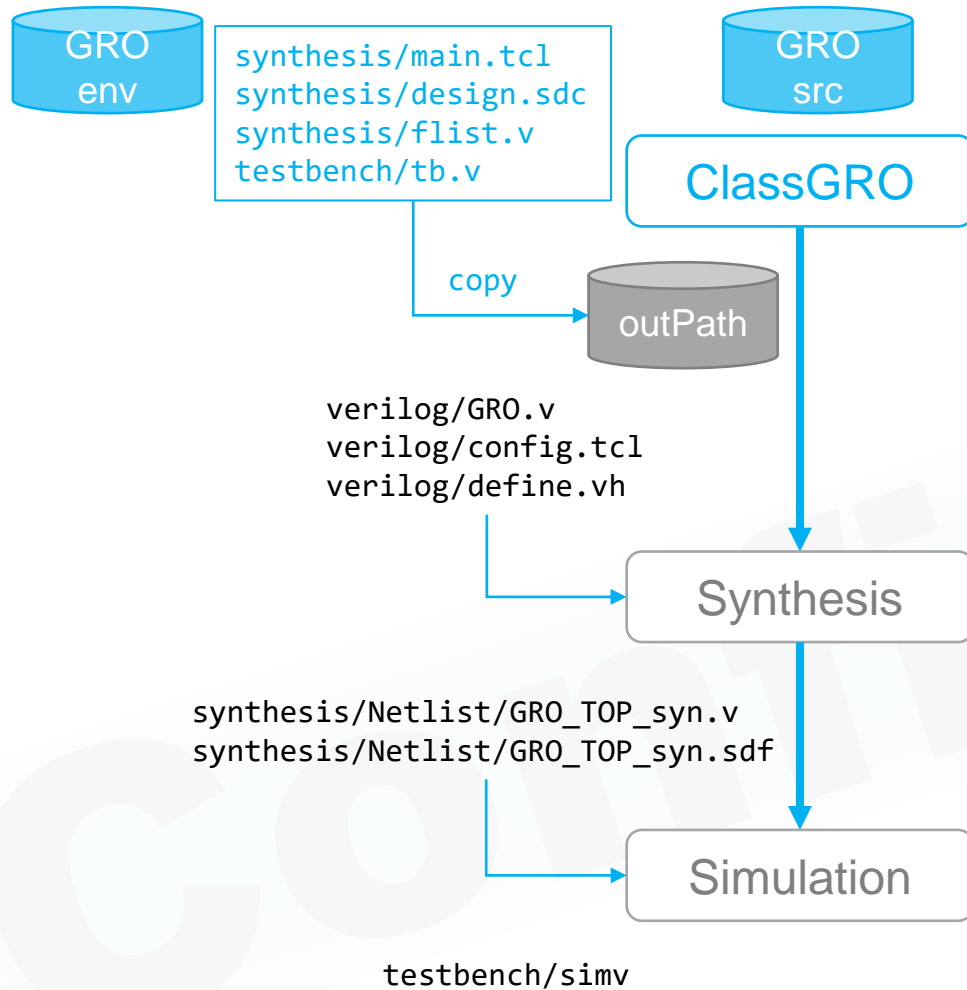 GRO
env
synthesis/main.tcl
synthesis/design.sdc
synthesis/flist.v
testbench/tb.v
GRO
src
ClassGRO
copy
outPath
verilog/GRO.v
verilog/config.tcl
verilog/define.vh
Synthesis
synthesis/Netlist/GRO_TOP_syn.v
synthesis/Netlist/GRO_TOP_syn.sdf
Simulation
testbench/simv
Confi